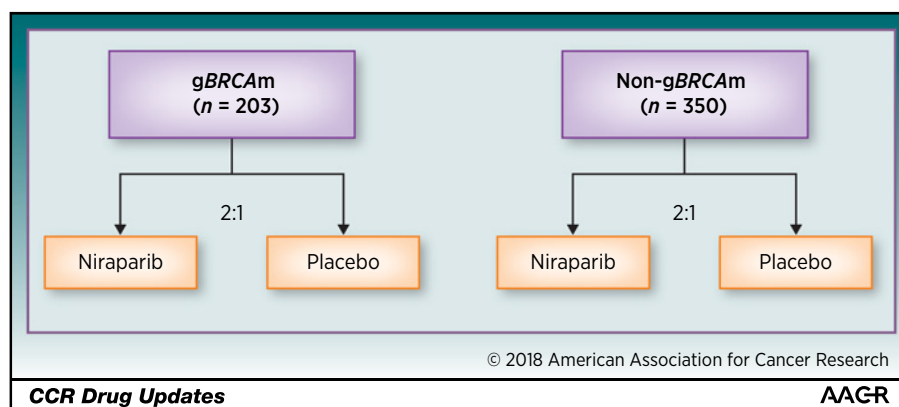 gBRCAm
(n = 203)
Non-gBRCAm
(n = 350)
2:1
2:1
Niraparib
Placebo
Niraparib
Placebo
© 2018 American Association for Cancer Research
CCR Drug Updates
AACR